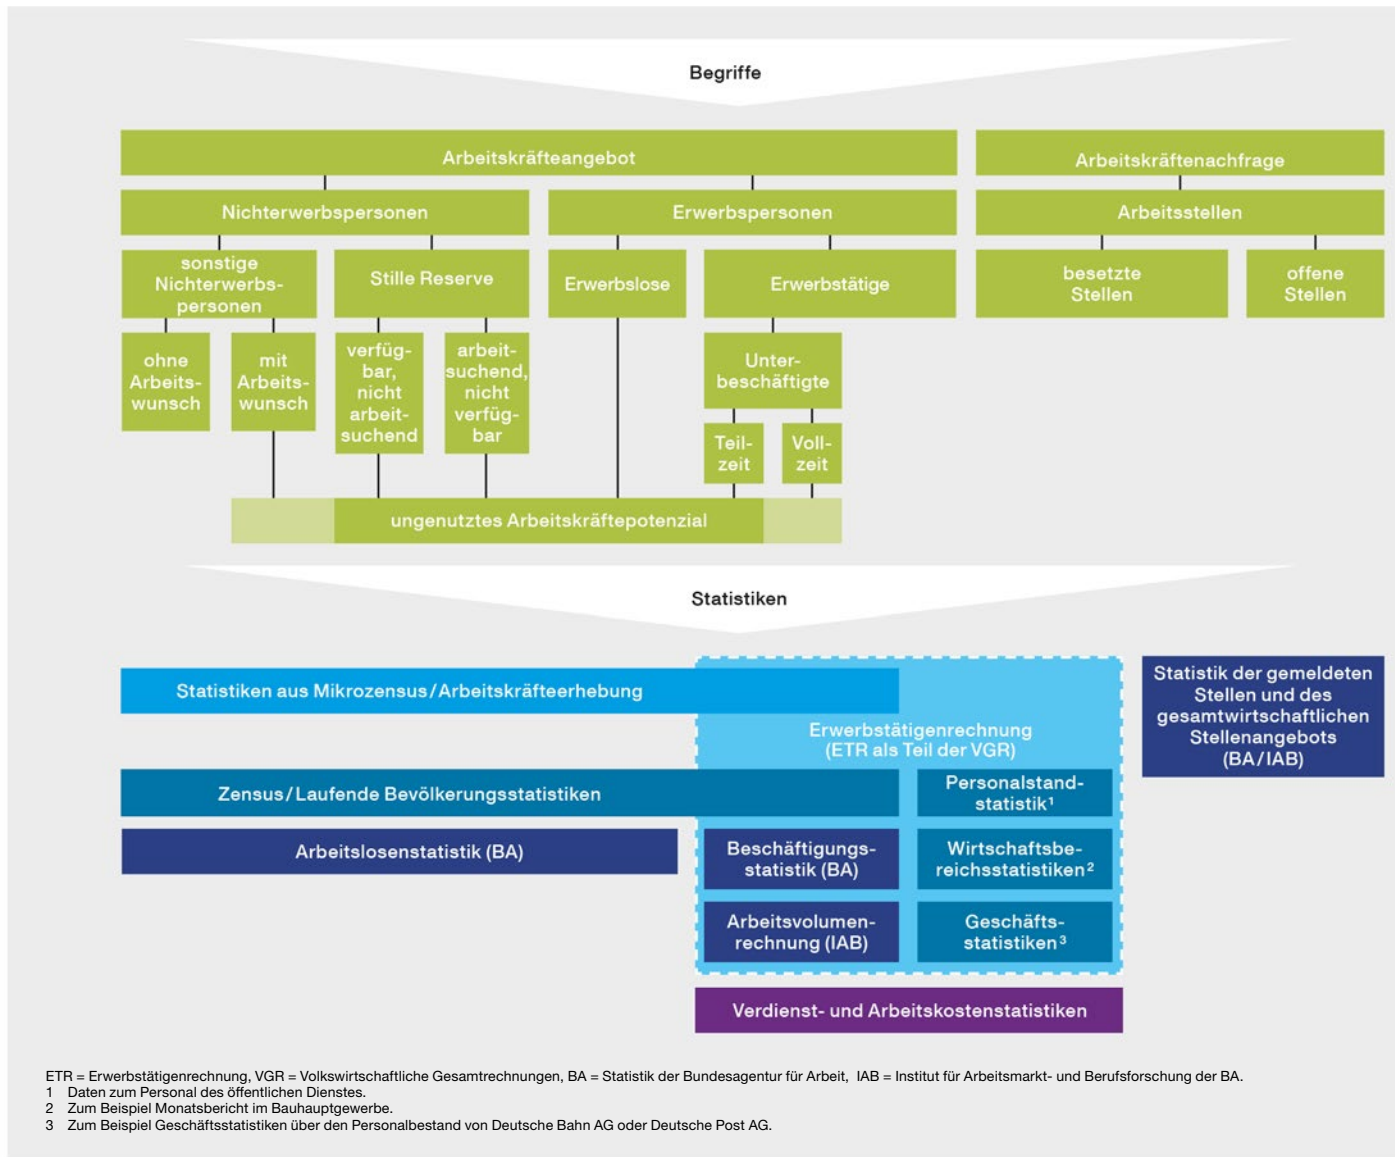 Begriffe
Arbeitskräfteangebot
Arbeitskräftenachfrage
Nichterwerbspersonen
Erwerbspersonen
Arbeitsstellen
sonstige
Nichterwerbs-
personen
Stille Reserve
Erwerbslose
Erwerbstätige
besetzte
Stellen
offene
Stellen
ohne
Arbeits-
wunsch
mit
Arbeits-
wunsch
verfüg-
bar,
nicht
arbeit-
suchend
arbeit-
suchend,
nicht
verfüg-
bar
Unter-
beschäftigte
Teil-
zeit
Voll-
zeit
ungenutztes Arbeitskräftepotenzial
Statistiken
Statistiken aus Mikrozensus/Arbeitskräfteerhebung
Erwerbstätigenrechnung
(ETR als Teil der VGR)
Statistik der gemeldeten
Stellen und des
gesamtwirtschaftlichen
Stellenangebots
(BA/IAB)
Zensus/Laufende Bevölkerungsstatistiken
Personalstand-
statistik¹
Arbeitslosenstatistik (BA)
Beschäftigungs-
statistik (BA)
Wirtschaftsbe-
reichsstatistiken²
Arbeitsvolumen-
rechnung (IAB)
Geschäfts-
statistiken³
Verdienst- und Arbeitskostenstatistiken
ETR = Erwerbstätigenrechnung, VGR = Volkswirtschaftliche Gesamtrechnungen, BA = Statistik der Bundesagentur für Arbeit, IAB = Institut für Arbeitsmarkt- und Berufsforschung der BA.
1 Daten zum Personal des öffentlichen Dienstes.
2 Zum Beispiel Monatsbericht im Bauhauptgewerbe.
3 Zum Beispiel Geschäftsstatistiken über den Personalbestand von Deutsche Bahn AG oder Deutsche Post AG.